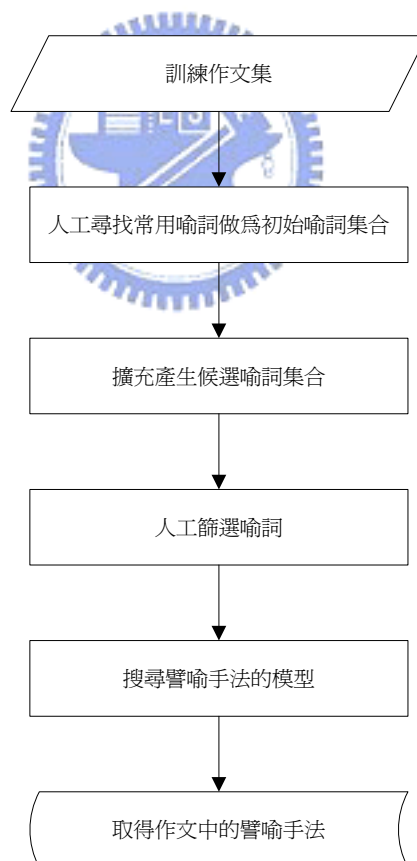 訓練作文集
人工尋找常用喻詞做為初始喻詞集合
擴充產生候選喻詞集合
人工篩選喻詞
搜尋譬喻手法的模型
取得作文中的譬喻手法